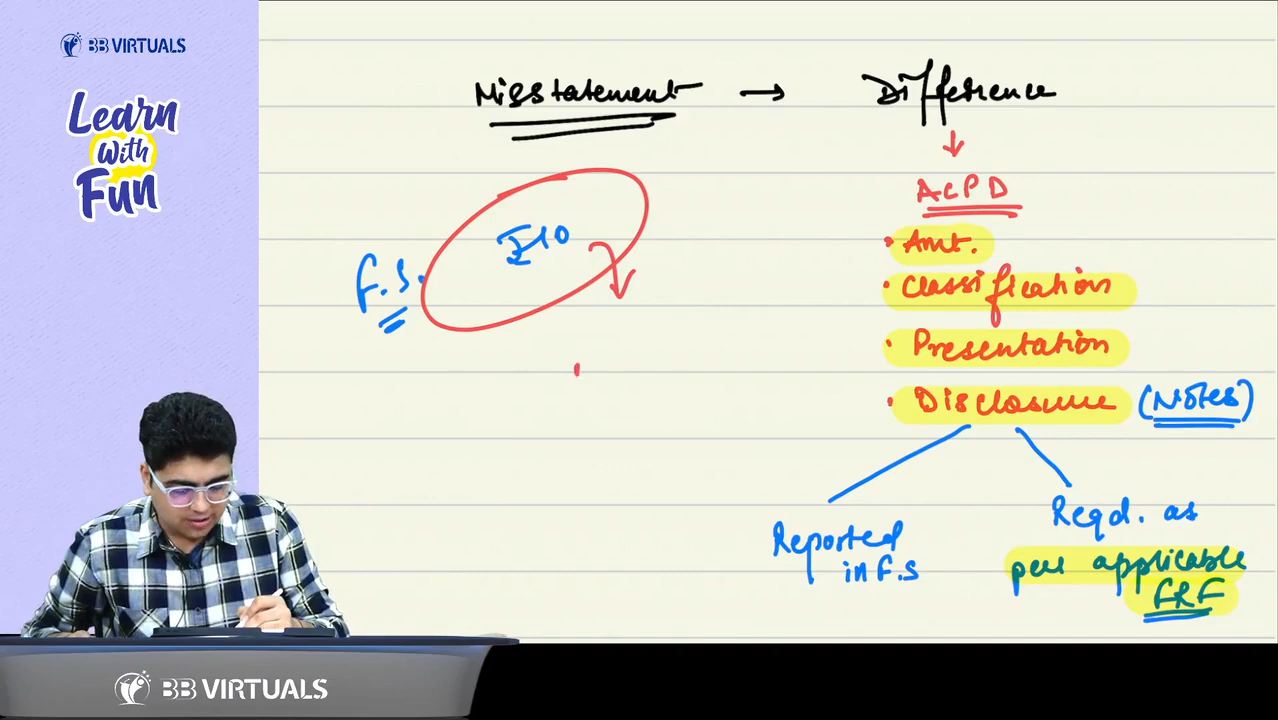 BB VIRTUALS
Learn
With
Fun
Misstatement → Difference
↓
ACPD
• Amt.
F.S.
• Classification
• Presentation
• Disclosure (Notes)
Reported
in F.S
Reqd. as
per applicable
FRF
BB VIRTUALS